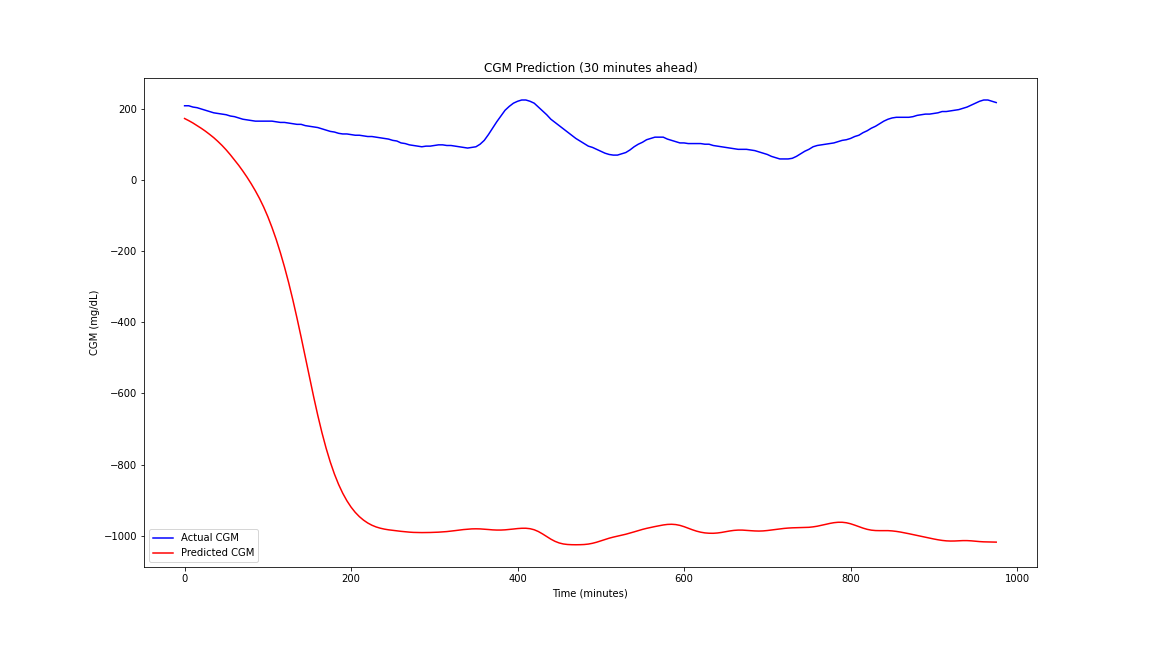 CGM Prediction (30 minutes ahead)
200
0
−200
−400
−600
−800
−1000
CGM (mg/dL)
Actual CGM
Predicted CGM
0 200 400 600 800 1000
Time (minutes)